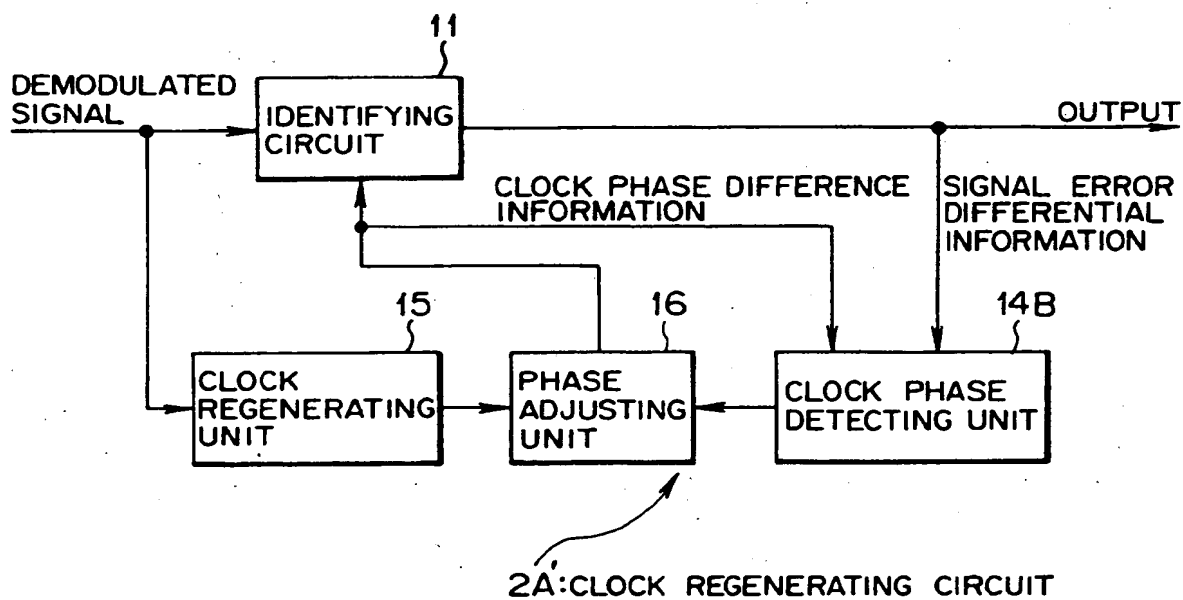 11
DEMODULATED
SIGNAL
IDENTIFYING
CIRCUIT
OUTPUT
CLOCK PHASE DIFFERENCE
INFORMATION
SIGNAL ERROR
DIFFERENTIAL
INFORMATION
15
16
14B
CLOCK
REGENERATING
UNIT
PHASE
ADJUSTING
UNIT
CLOCK PHASE
DETECTING UNIT
2A':CLOCK REGENERATING CIRCUIT